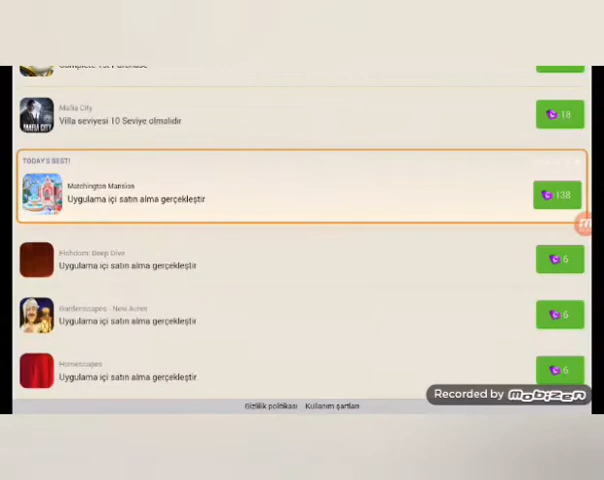 Complete 1st Purchase
Mafia City
Villa seviyesi 10 Seviye olmalıdır
MAFIA CITY
18
TODAY'S BEST!
Matchington Mansion
Uygulama içi satın alma gerçekleştir
138
Fishdom: Deep Dive
Uygulama içi satın alma gerçekleştir
6
Gardenscapes - New Acres
Uygulama içi satın alma gerçekleştir
6
Homescapes
Uygulama içi satın alma gerçekleştir
6
Recorded by mobizen
Gizlilik politikası Kullanım şartları